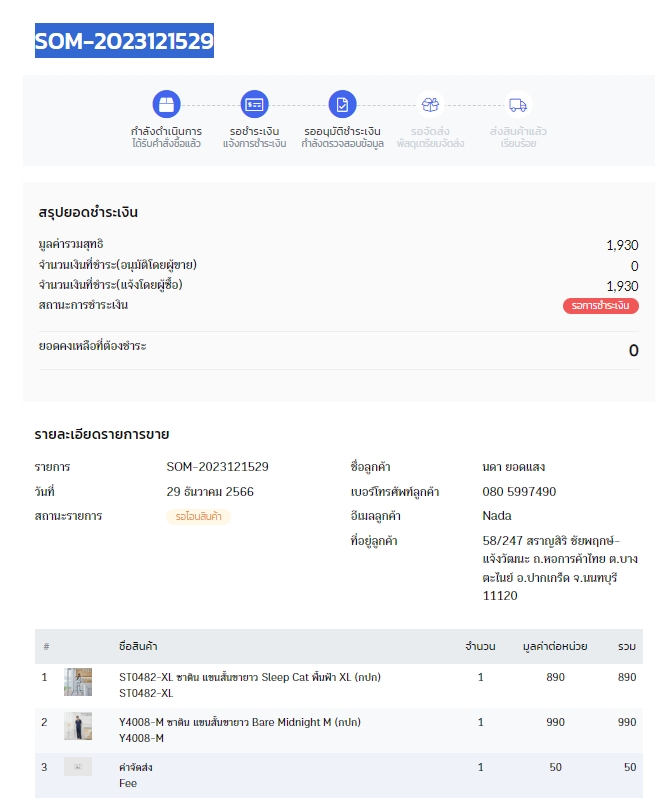 SOM-2023121529
กำลังดำเนินการ
ได้รับคำสั่งซื้อแล้ว
รอชำระเงิน
แจ้งการชำระเงิน
รออนุมัติชำระเงิน
กำลังตรวจสอบข้อมูล
รอจัดส่ง
พัสดุเตรียมจัดส่ง
ส่งสินค้าแล้ว
เรียบร้อย
สรุปยอดชำระเงิน
มูลค่ารวมสุทธิ 1,930
จำนวนเงินที่ชำระ(อนุมัติโดยผู้ขาย) 0
จำนวนเงินที่ชำระ(แจ้งโดยผู้ซื้อ) 1,930
สถานะการชำระเงิน รอการชำระเงิน
ยอดคงเหลือที่ต้องชำระ 0
รายละเอียดรายการขาย
รายการ SOM-2023121529
วันที่ 29 ธันวาคม 2566
สถานะรายการ รอโอนสินค้า
ชื่อลูกค้า นดา ยอดแสง
เบอร์โทรศัพท์ลูกค้า 080 5997490
อีเมลลูกค้า Nada
ที่อยู่ลูกค้า 58/247 สราญสิริ ชัยพฤกษ์-
แจ้งวัฒนะ ถ.หอการค้าไทย ต.บาง
ตะไนย์ อ.ปากเกร็ด จ.นนทบุรี
11120
# ชื่อสินค้า จำนวน มูลค่าต่อหน่วย รวม
1 ST0482-XL ซาติน แขนสั้นขายาว Sleep Cat พื้นฟ้า XL (กปก) 1 890 890
ST0482-XL
2 Y4008-M ซาติน แขนสั้นขายาว Bare Midnight M (กปก) 1 990 990
Y4008-M
3 ค่าจัดส่ง 1 50 50
Fee